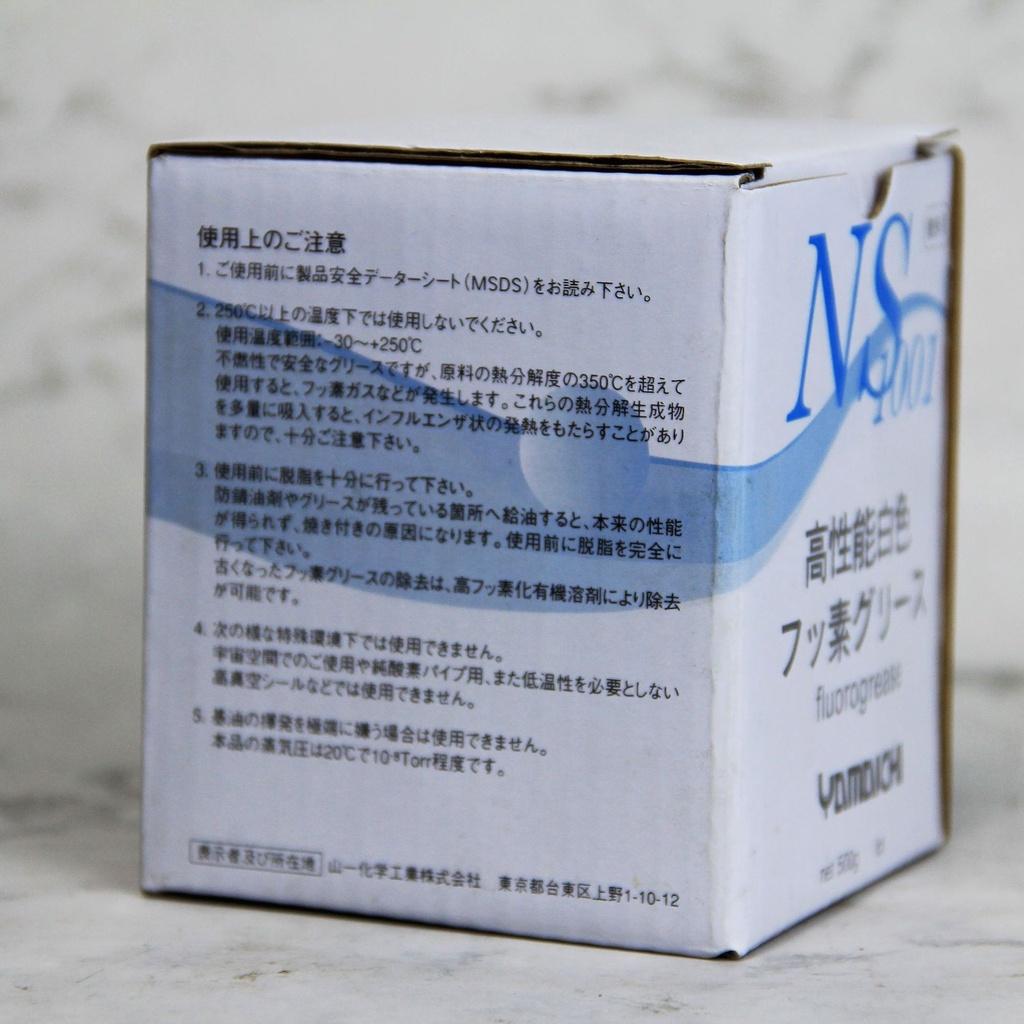 使用上のご注意
1. ご使用前に製品安全データーシート(MSDS)をお読み下さい。
2. 250℃以上の温度下では使用しないでください。
使用温度範囲:-30〜+250℃
不燃性で安全なグリースですが、原料の熱分解度の350℃を超えて
使用すると、フッ素ガスなどが発生します。これらの熱分解生成物
を多量に吸入すると、インフルエンザ状の発熱をもたらすことがあり
ますので、十分ご注意下さい。
3. 使用前に脱脂を十分に行って下さい。
防錆油剤やグリースが残っている箇所へ給油すると、本来の性能
が得られず、焼き付きの原因になります。使用前に脱脂を完全に
行って下さい。
古くなったフッ素グリースの除去は、高フッ素化有機溶剤により除去
が可能です。
4. 次の様な特殊環境下では使用できません。
宇宙空間でのご使用や純酸素パイプ用、また低温性を必要としない
高真空シールなどでは使用できません。
5. 基油の揮発を極端に嫌う場合は使用できません。
本品の蒸気圧は20℃で10⁻⁸Torr程度です。
表示者及び所在地 山一化学工業株式会社 東京都台東区上野1-10-12
NS
1001
高性能白色
フッ素グリース
fluorogrease
YAMAICHI
net 500g